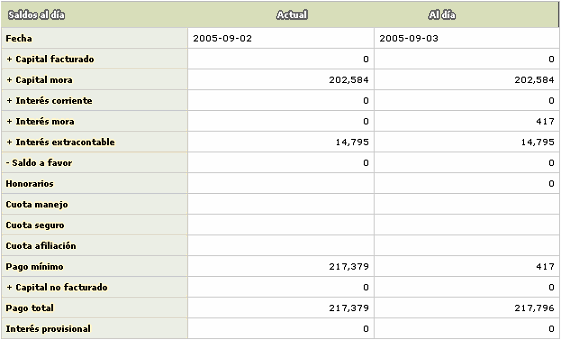 Saldos al día Actual Al día
Fecha 2005-09-02 2005-09-03
+ Capital facturado 0 0
+ Capital mora 202,584 202,584
+ Interés corriente 0 0
+ Interés mora 0 417
+ Interés extracontable 14,795 14,795
- Saldo a favor 0 0
Honorarios 0
Cuota manejo
Cuota seguro
Cuota afiliación
Pago mínimo 217,379 417
+ Capital no facturado 0 0
Pago total 217,379 217,796
Interés provisional 0 0